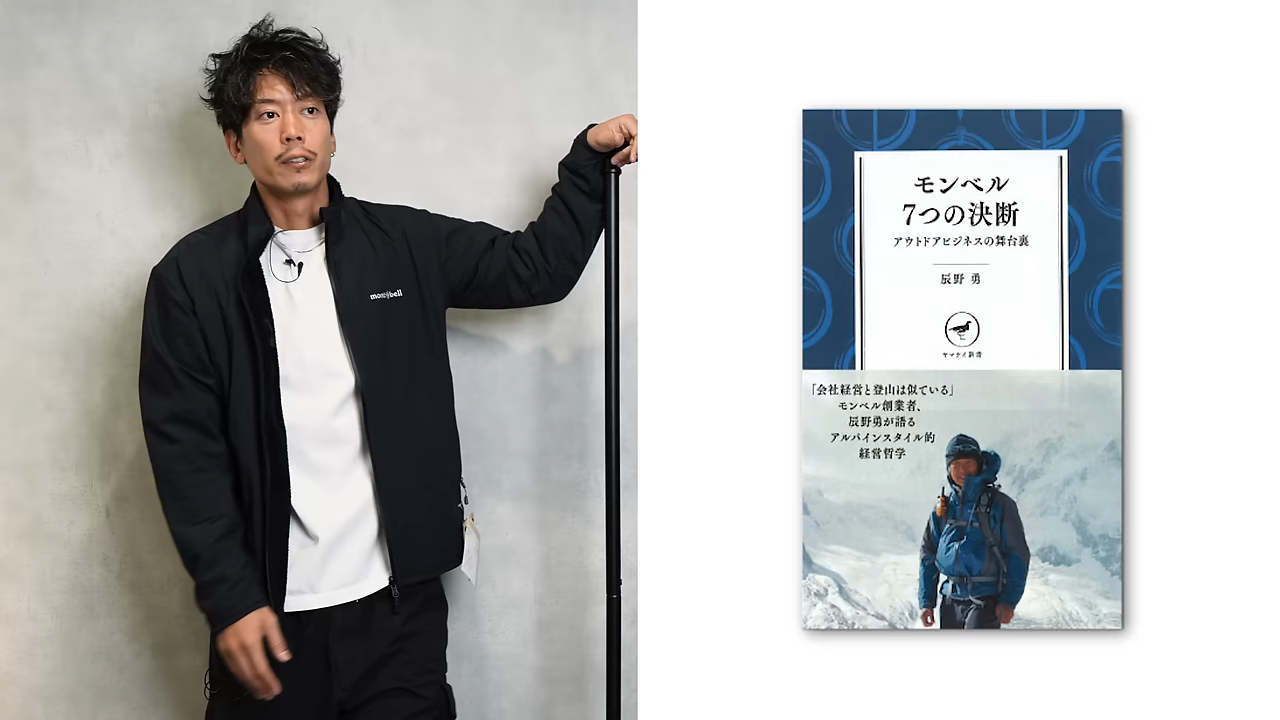 mont-bell
モンベル
7つの決断
アウトドアビジネスの舞台裏
辰野 勇
ヤマケイ新書
「会社経営と登山は似ている」
モンベル創業者、
辰野勇が語る
アルパインスタイル的
経営哲学